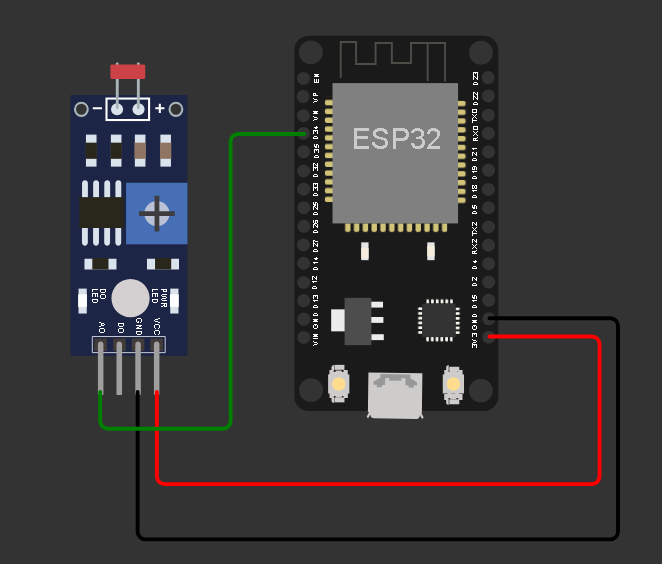 − +
DO LED
PWR LED
AO
DO
GND
VCC
ESP32
EN
VP
VN
D34
D35
D32
D33
D25
D26
D27
D14
D12
D13
GND
VIN
D23
D22
TX0
RX0
D21
D19
D18
D5
TX2
RX2
D4
D2
D15
GND
3V3